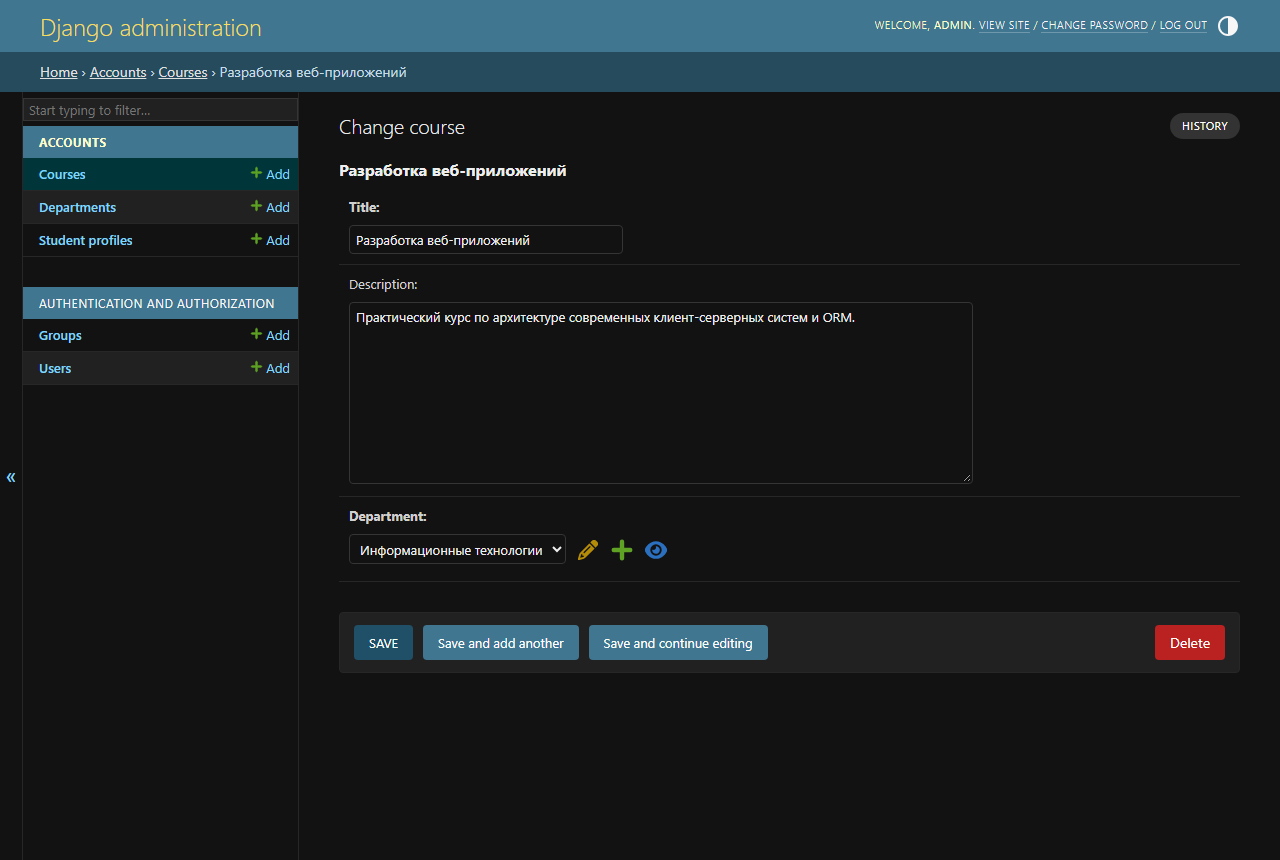 Django administration
WELCOME, ADMIN. VIEW SITE / CHANGE PASSWORD / LOG OUT
Home › Accounts › Courses › Разработка веб-приложений
Start typing to filter...
ACCOUNTS
Courses + Add
Departments + Add
Student profiles + Add
AUTHENTICATION AND AUTHORIZATION
Groups + Add
Users + Add
«
Change course
HISTORY
Разработка веб-приложений
Title:
Разработка веб-приложений
Description:
Практический курс по архитектуре современных клиент-серверных систем и ORM.
Department:
Информационные технологии
SAVE
Save and add another
Save and continue editing
Delete